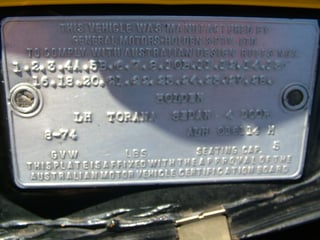 THIS VEHICLE WAS MANUFACTURED BY
GENERAL MOTORS-HOLDEN'S PTY. LTD.
TO COMPLY WITH AUSTRALIAN DESIGN RULES NOS.
HOLDEN
LH TORANA SEDAN 4 DOOR
8-74
GVW LBS SEATING CAP. 5
THIS PLATE IS AFFIXED WITH THE APPROVAL OF THE
AUSTRALIAN MOTOR VEHICLE CERTIFICATION BOARD